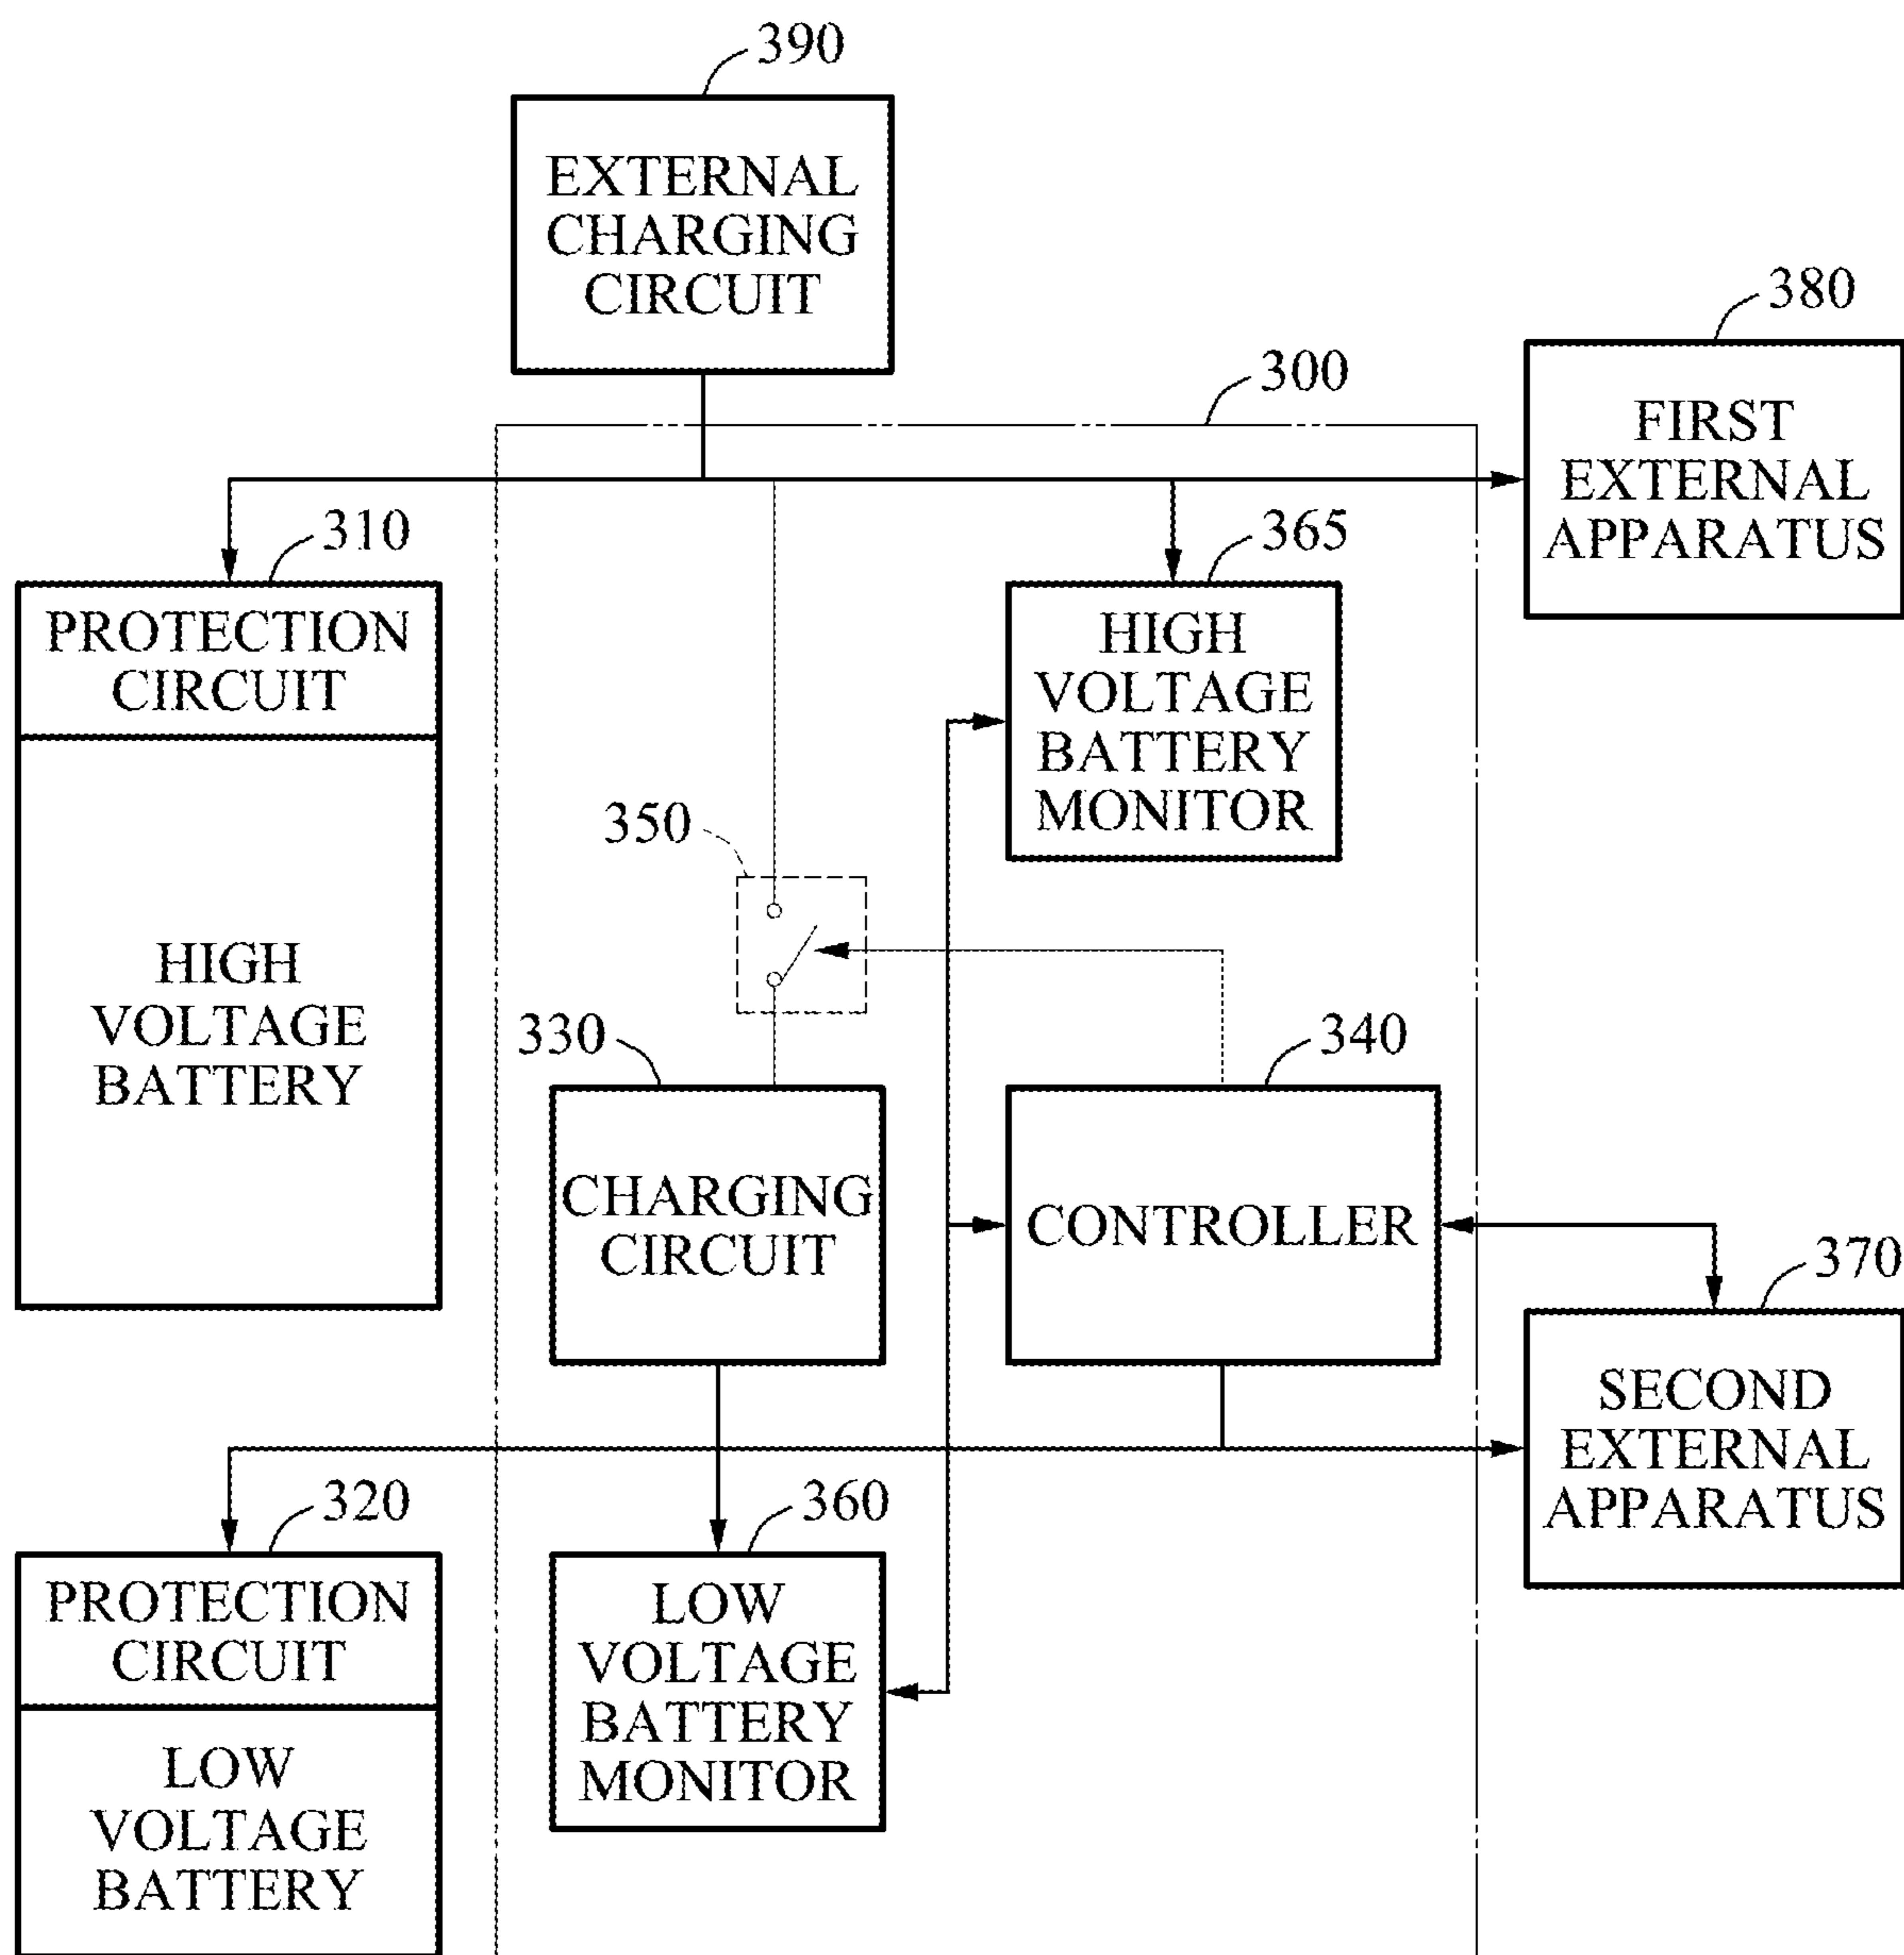 390
EXTERNAL
CHARGING
CIRCUIT
380
FIRST
EXTERNAL
APPARATUS
300
310
PROTECTION
CIRCUIT
HIGH
VOLTAGE
BATTERY
365
HIGH
VOLTAGE
BATTERY
MONITOR
350
330
CHARGING
CIRCUIT
340
CONTROLLER
370
SECOND
EXTERNAL
APPARATUS
320
PROTECTION
CIRCUIT
LOW
VOLTAGE
BATTERY
360
LOW
VOLTAGE
BATTERY
MONITOR